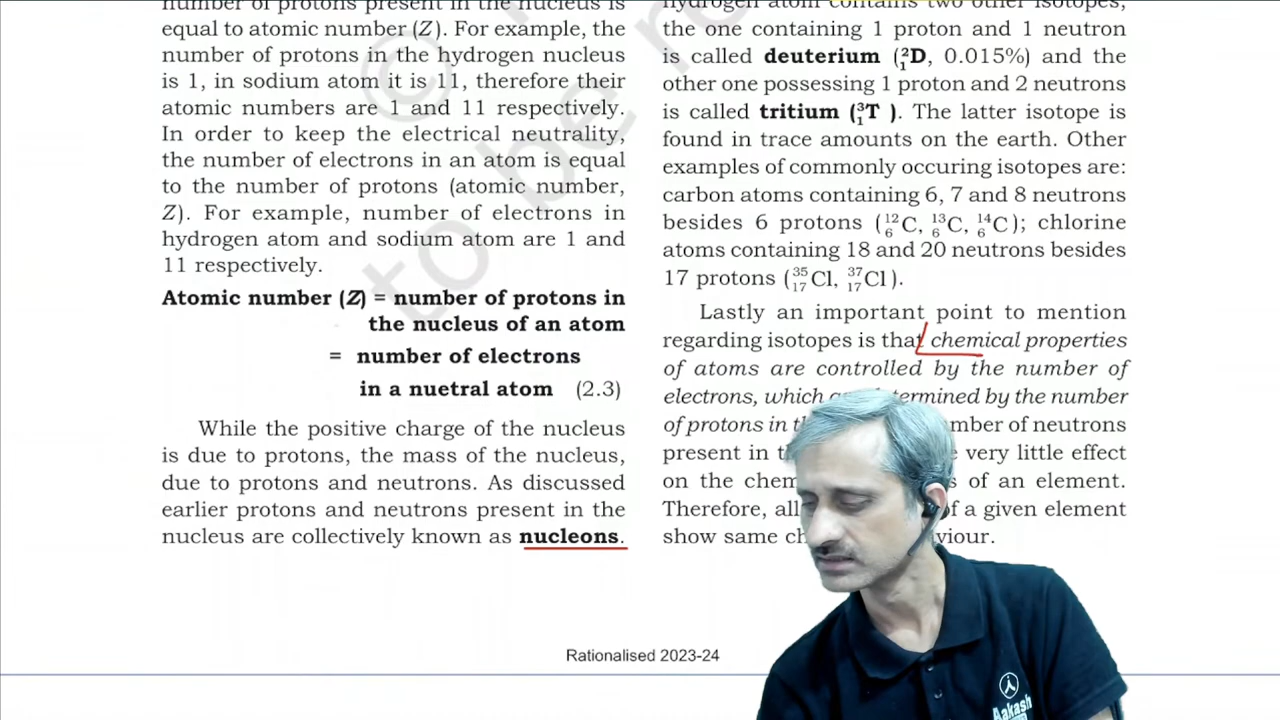 number of protons present in the nucleus is
equal to atomic number (Z). For example, the
number of protons in the hydrogen nucleus
is 1, in sodium atom it is 11, therefore their
atomic numbers are 1 and 11 respectively.
In order to keep the electrical neutrality,
the number of electrons in an atom is equal
to the number of protons (atomic number,
Z). For example, number of electrons in
hydrogen atom and sodium atom are 1 and
11 respectively.
Atomic number (Z) = number of protons in
the nucleus of an atom
= number of electrons
in a nuetral atom (2.3)
While the positive charge of the nucleus
is due to protons, the mass of the nucleus,
due to protons and neutrons. As discussed
earlier protons and neutrons present in the
nucleus are collectively known as nucleons.
hydrogen atom contains two other isotopes,
the one containing 1 proton and 1 neutron
is called deuterium (²₁D, 0.015%) and the
other one possessing 1 proton and 2 neutrons
is called tritium (³₁T ). The latter isotope is
found in trace amounts on the earth. Other
examples of commonly occuring isotopes are:
carbon atoms containing 6, 7 and 8 neutrons
besides 6 protons (¹²₆C, ¹³₆C, ¹⁴₆C); chlorine
atoms containing 18 and 20 neutrons besides
17 protons (³⁵₁₇Cl, ³⁷₁₇Cl).
Lastly an important point to mention
regarding isotopes is that chemical properties
of atoms are controlled by the number of
electrons, which determined by the number
of protons in number of neutrons
present in very little effect
on the of an element.
Therefore, of a given element
show same
Rationalised 2023-24
to be
Aakash